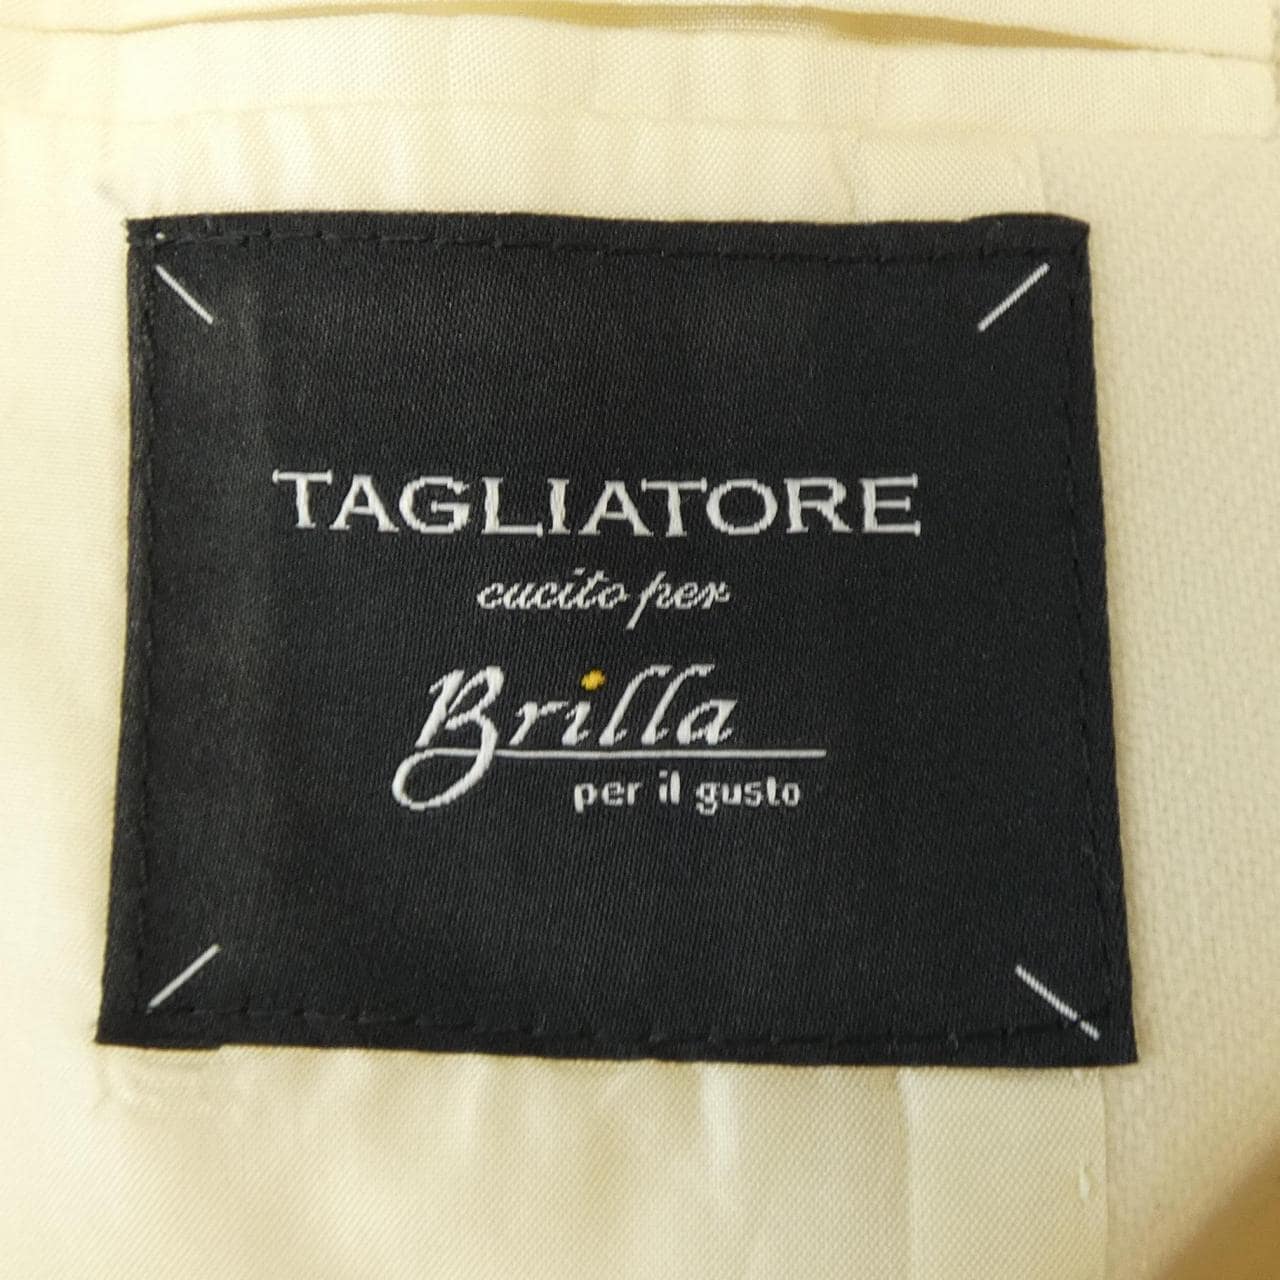 TAGLIATORE
cucito per
Brilla
per il gusto